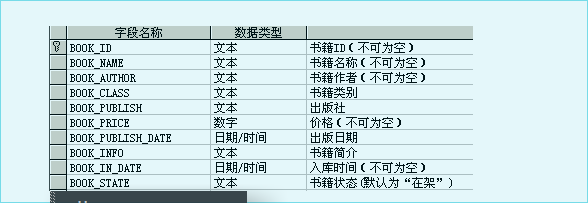 字段名称 数据类型
BOOK_ID 文本 书籍ID(不可为空)
BOOK_NAME 文本 书籍名称(不可为空)
BOOK_AUTHOR 文本 书籍作者(不可为空)
BOOK_CLASS 文本 书籍类别
BOOK_PUBLISH 文本 出版社
BOOK_PRICE 数字 价格(不可为空)
BOOK_PUBLISH_DATE 日期/时间 出版日期
BOOK_INFO 文本 书籍简介
BOOK_IN_DATE 日期/时间 入库时间(不可为空)
BOOK_STATE 文本 书籍状态(默认为“在架”)